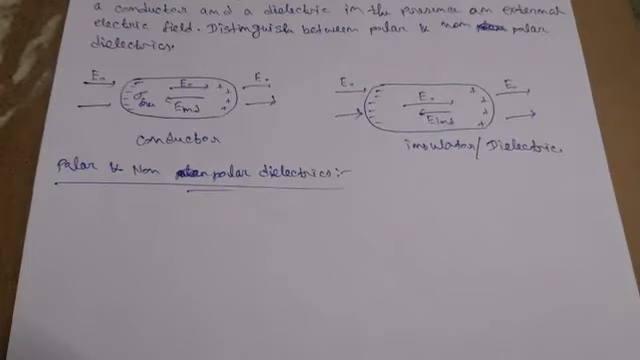 a conductor and a dielectric in the presence an external
electric field. Distinguish between polar & non polar
dielectrics.
E₀ E₀ E₀
Eind
conductor
E₀ E₀ E₀
Eind
insulator/Dielectric
Polar & Non polar dielectrics:-